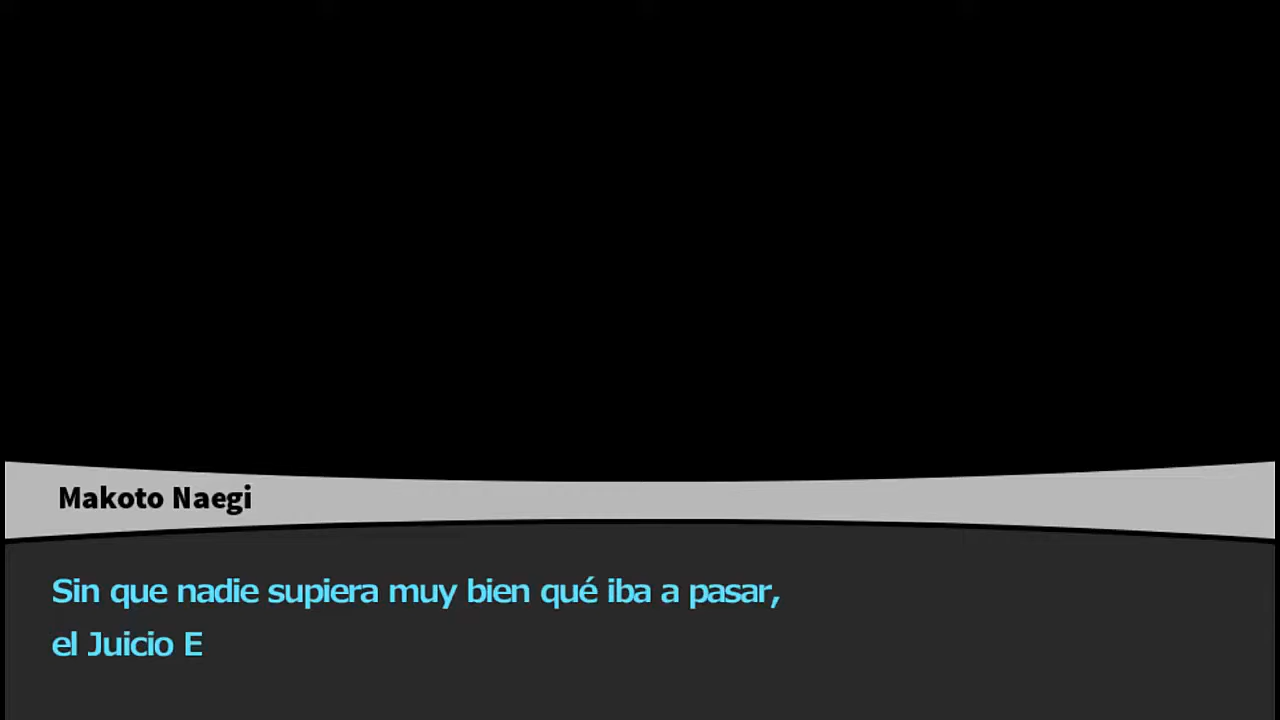 Makoto Naegi
Sin que nadie supiera muy bien qué iba a pasar,
el Juicio E